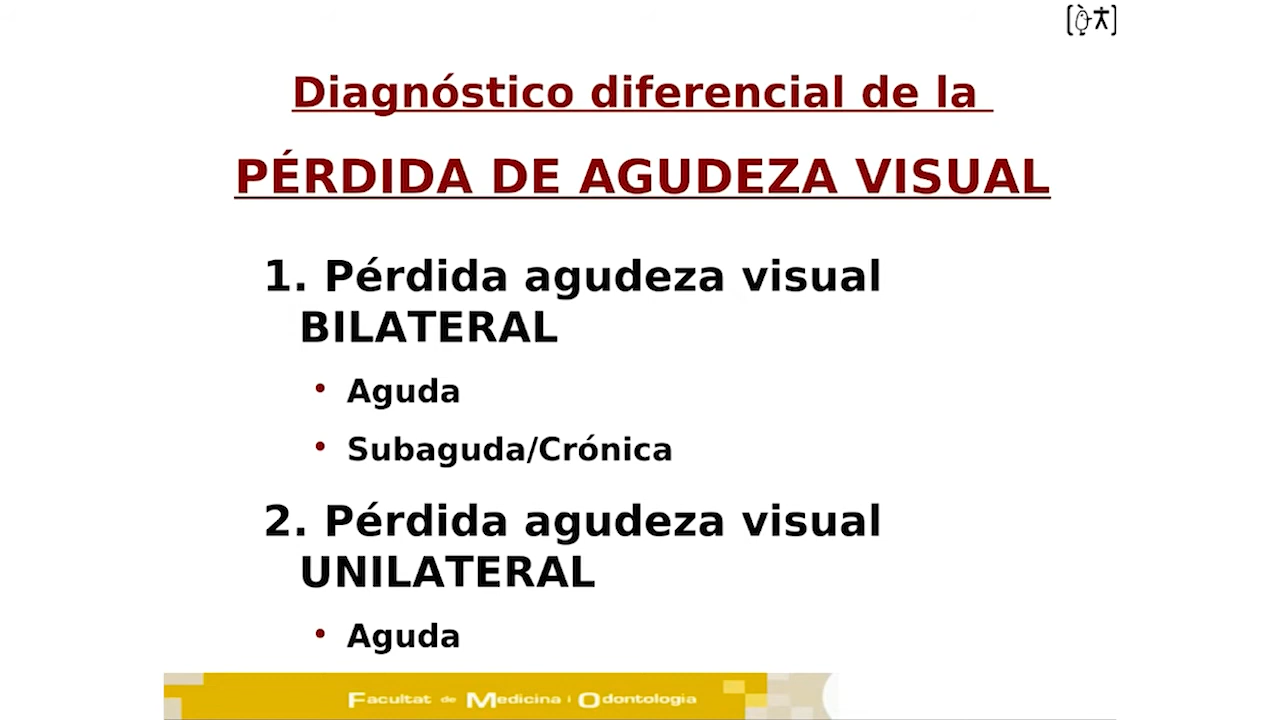 Diagnóstico diferencial de la
PÉRDIDA DE AGUDEZA VISUAL
1. Pérdida agudeza visual
BILATERAL
• Aguda
• Subaguda/Crónica
2. Pérdida agudeza visual
UNILATERAL
• Aguda
Facultat de Medicina i Odontologia